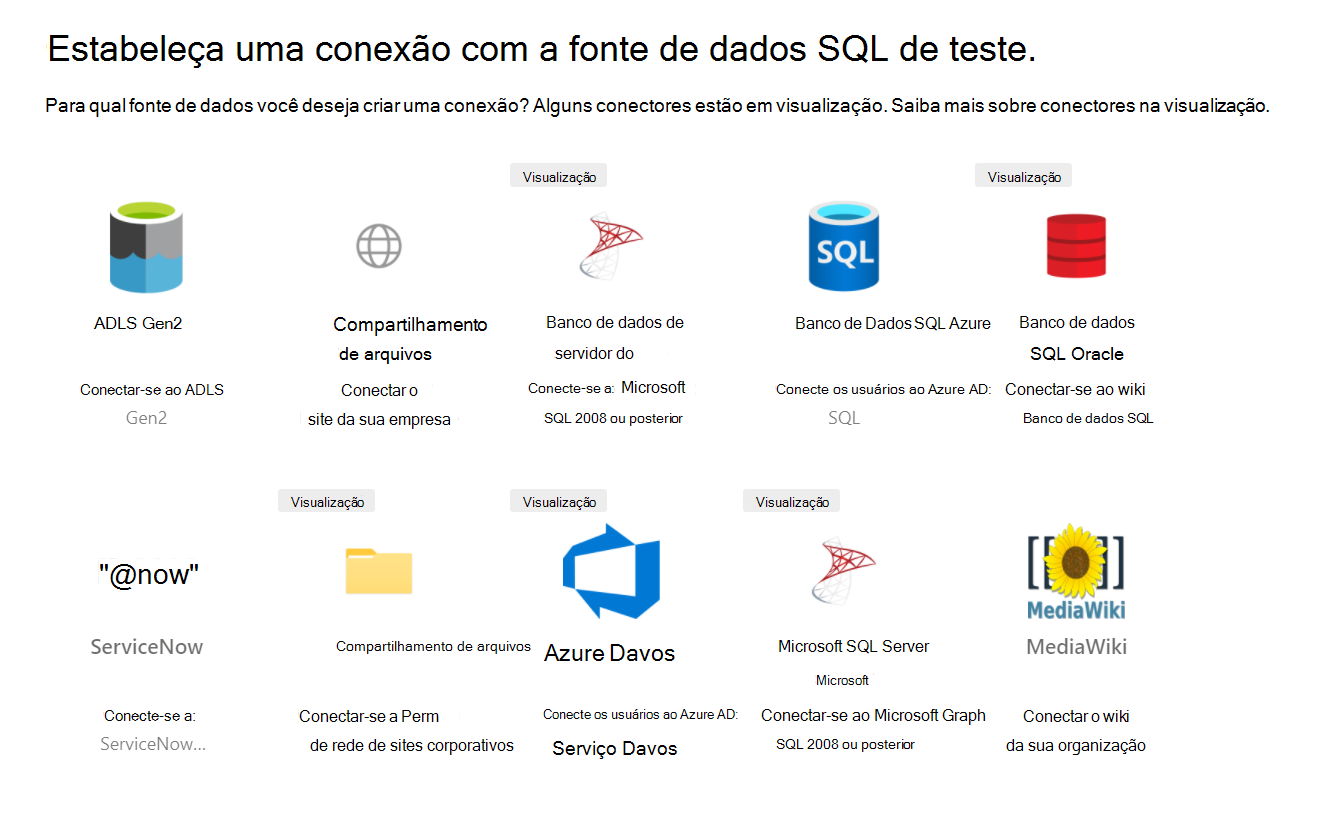 Estabeleça uma conexão com a fonte de dados SQL de teste.
Para qual fonte de dados você deseja criar uma conexão? Alguns conectores estão em visualização. Saiba mais sobre conectores na visualização.
Visualização
Visualização
SQL
ADLS Gen2
Compartilhamento
de arquivos
Banco de dados de
servidor do
Banco de Dados SQL Azure
Banco de dados
SQL Oracle
Conectar-se ao ADLS
Gen2
Conectar o
site da sua empresa
Conecte-se a: Microsoft
SQL 2008 ou posterior
Conecte os usuários ao Azure AD:
SQL
Conectar-se ao wiki
Banco de dados SQL
Visualização
Visualização
Visualização
"@now"
MediaWiki
ServiceNow
Compartilhamento de arquivos
Azure Davos
Microsoft SQL Server
Microsoft
MediaWiki
Conecte-se a:
ServiceNow...
Conectar-se a Perm
de rede de sites corporativos
Conecte os usuários ao Azure AD:
Serviço Davos
Conectar-se ao Microsoft Graph
SQL 2008 ou posterior
Conectar o wiki
da sua organização